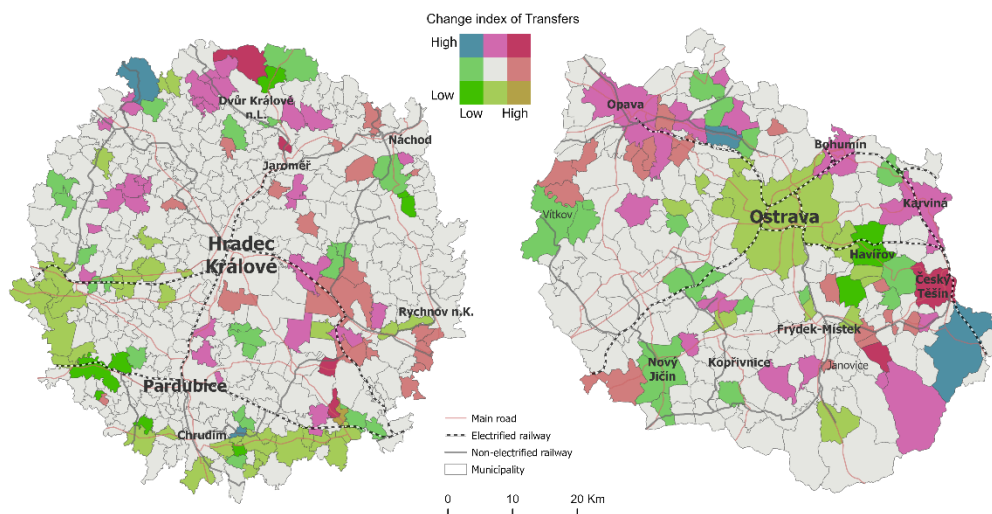 Change index of Transfers
High
Low
Low High
Dvůr Králové
n.L.
Náchod
Jaroměř
Hradec
Králové
Rychnov n.K.
Pardubice
Chrudim
Opava
Bohumín
Vítkov
Ostrava
Karviná
Havířov
Český
Těšín
Frýdek-Místek
Nový
Jičín
Kopřivnice
Janovice
Main road
Electrified railway
Non-electrified railway
Municipality
0 10 20 Km